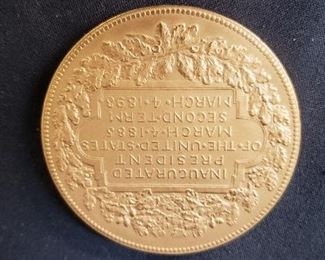 INAUGURATED
PRESIDENT
OF·THE·UNITED·STATES
MARCH·4·1885
SECOND·TERM
MARCH·4·1893